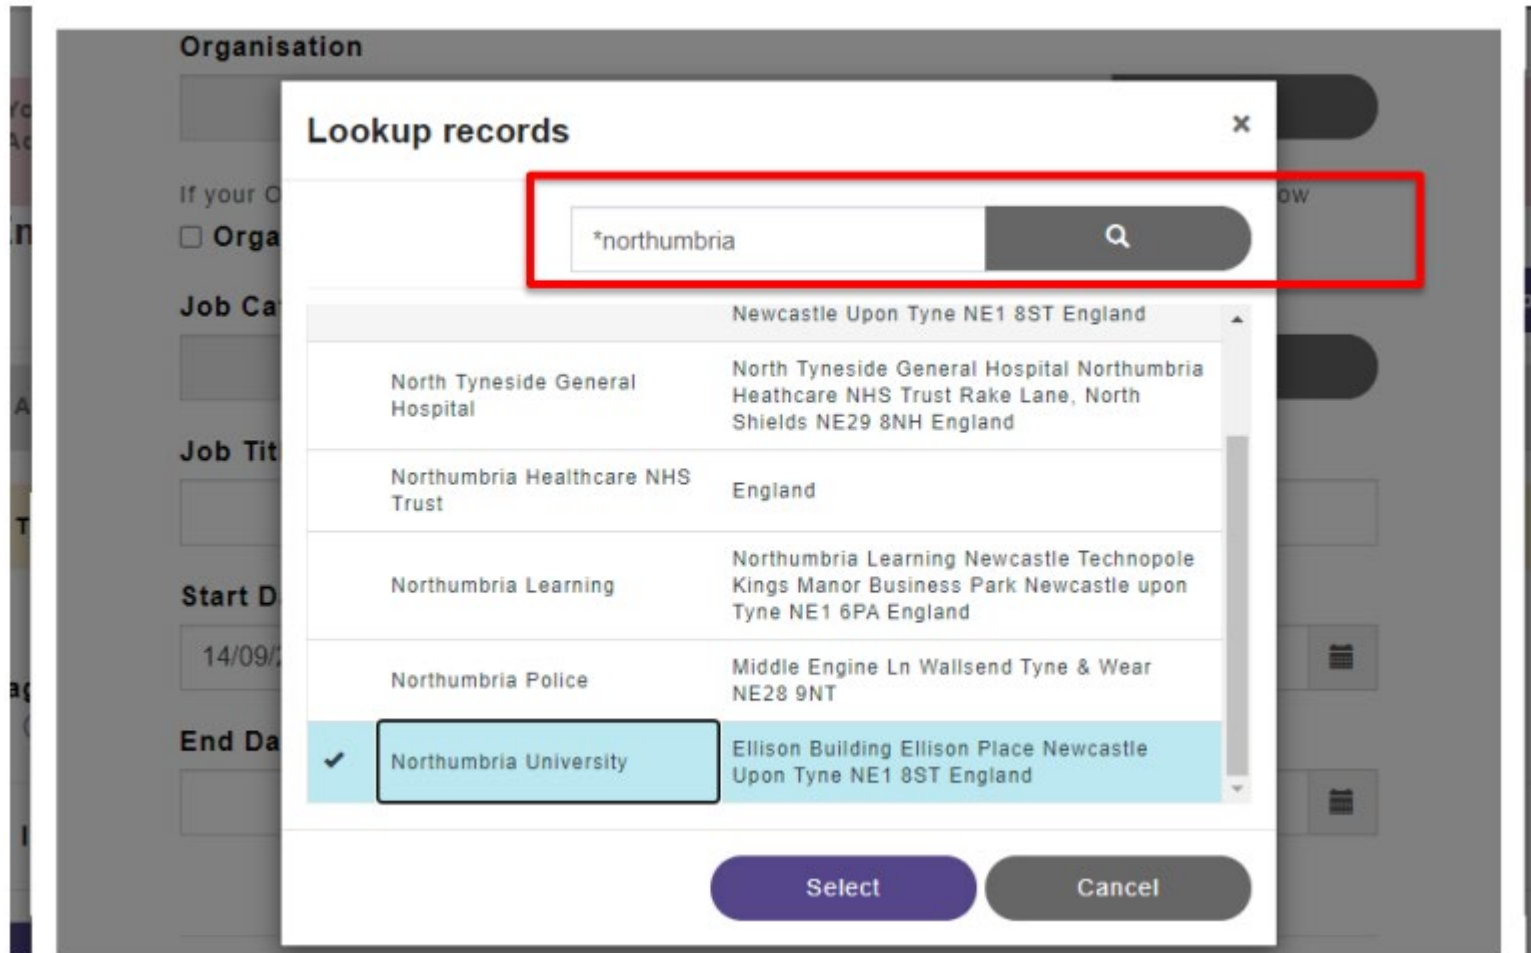 Organisation
Lookup records
×
If your O
ow
*northumbria
Orga
Job Ca
Newcastle Upon Tyne NE1 8ST England
North Tyneside General
Hospital
North Tyneside General Hospital Northumbria
Heathcare NHS Trust Rake Lane, North
Shields NE29 8NH England
Job Tit
Northumbria Healthcare NHS
Trust
England
Northumbria Learning
Northumbria Learning Newcastle Technopole
Kings Manor Business Park Newcastle upon
Tyne NE1 6PA England
Start D
14/09/
Northumbria Police
Middle Engine Ln Wallsend Tyne & Wear
NE28 9NT
End Da
Northumbria University
Ellison Building Ellison Place Newcastle
Upon Tyne NE1 8ST England
Select
Cancel